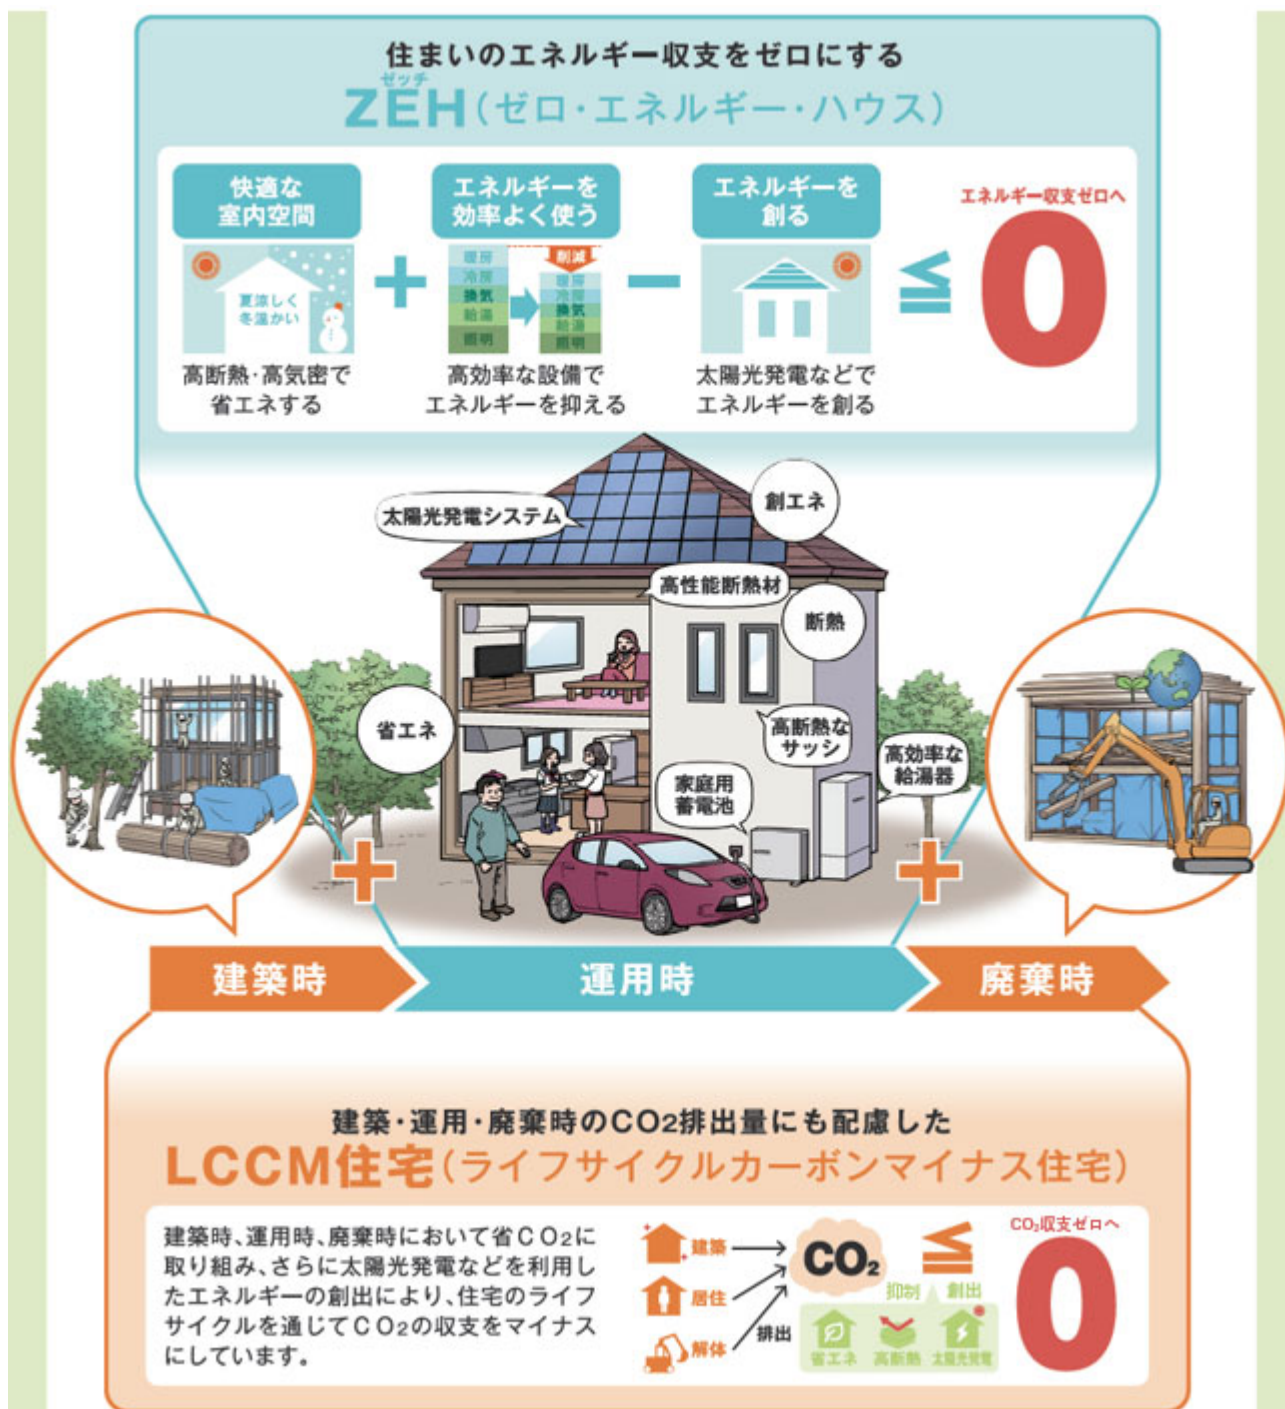 住まいのエネルギー収支をゼロにする
ゼッチ
ZEH(ゼロ・エネルギー・ハウス)
快適な
室内空間
夏涼しく
冬温かい
高断熱・高気密で
省エネする
+
エネルギーを
効率よく使う
暖房
冷房
換気
給湯
照明
削減
暖房
冷房
換気
給湯
照明
高効率な設備で
エネルギーを抑える
−
エネルギーを
創る
太陽光発電などで
エネルギーを創る
≦
エネルギー収支ゼロへ
0
太陽光発電システム
創エネ
高性能断熱材
断熱
省エネ
高断熱な
サッシ
高効率な
給湯器
家庭用
蓄電池
+
+
建築時
運用時
廃棄時
建築・運用・廃棄時のCO2排出量にも配慮した
LCCM住宅(ライフサイクルカーボンマイナス住宅)
建築時、運用時、廃棄時において省CO2に
取り組み、さらに太陽光発電などを利用し
たエネルギーの創出により、住宅のライフ
サイクルを通じてCO2の収支をマイナス
にしています。
建築
居住
解体
排出
CO2
≦
抑制
創出
省エネ
高断熱
太陽光発電
CO2収支ゼロへ
0